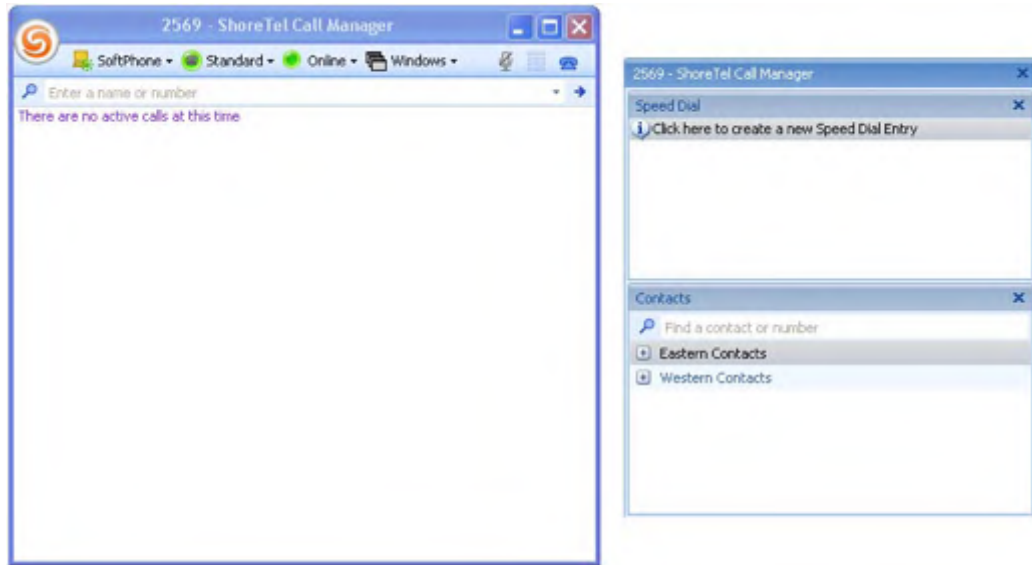 2569 - ShoreTel Call Manager
SoftPhone Standard Online Windows
Enter a name or number
There are no active calls at this time
2569 - ShoreTel Call Manager
Speed Dial
Click here to create a new Speed Dial Entry
Contacts
Find a contact or number
Eastern Contacts
Western Contacts